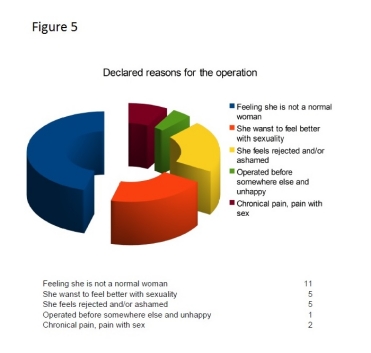 Figure 5
Declared reasons for the operation
Feeling she is not a normal
woman
She wanst to feel better
with sexuality
She feels rejected and/or
ashamed
Operated before
somewhere else and
unhappy
Chronical pain, pain with
sex
Feeling she is not a normal woman 11
She wanst to feel better with sexuality 5
She feels rejected and/or ashamed 5
Operated before somewhere else and unhappy 1
Chronical pain, pain with sex 2